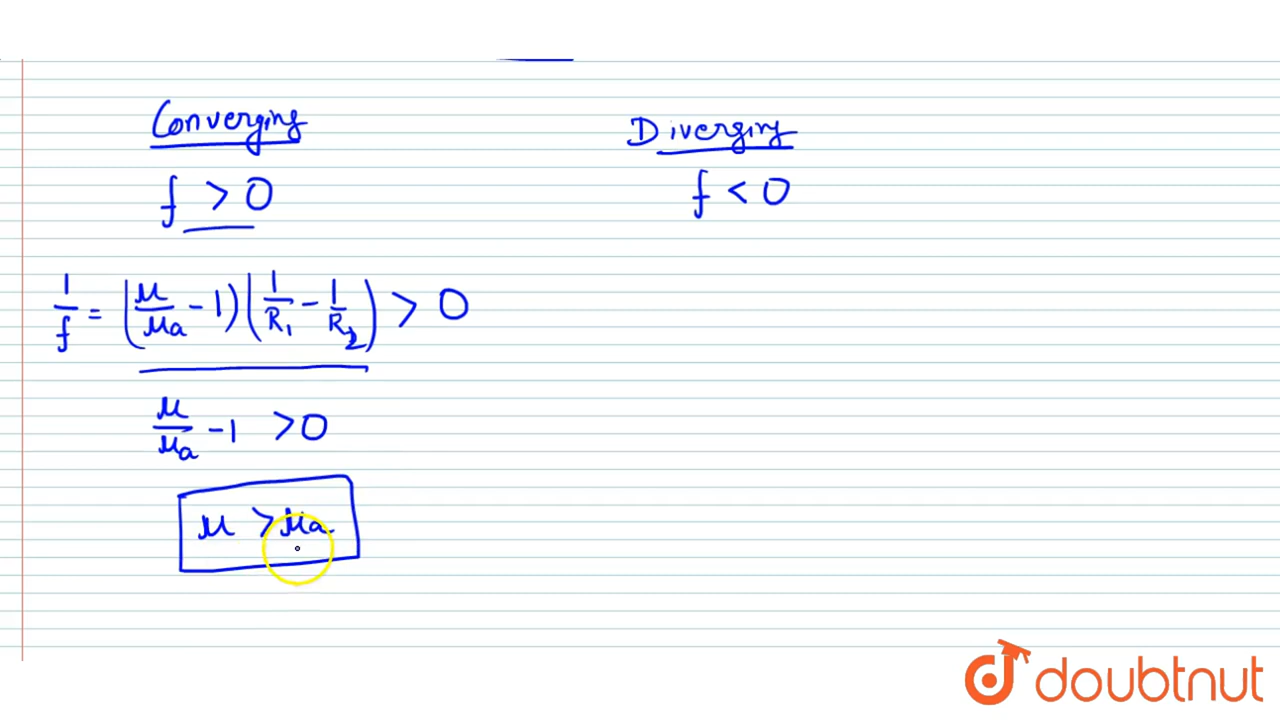 Converging
f > 0
1/f = (μ/μa - 1)(1/R1 - 1/R2) > 0
μ/μa - 1 > 0
μ > μa
Diverging
f < 0
doubtnut